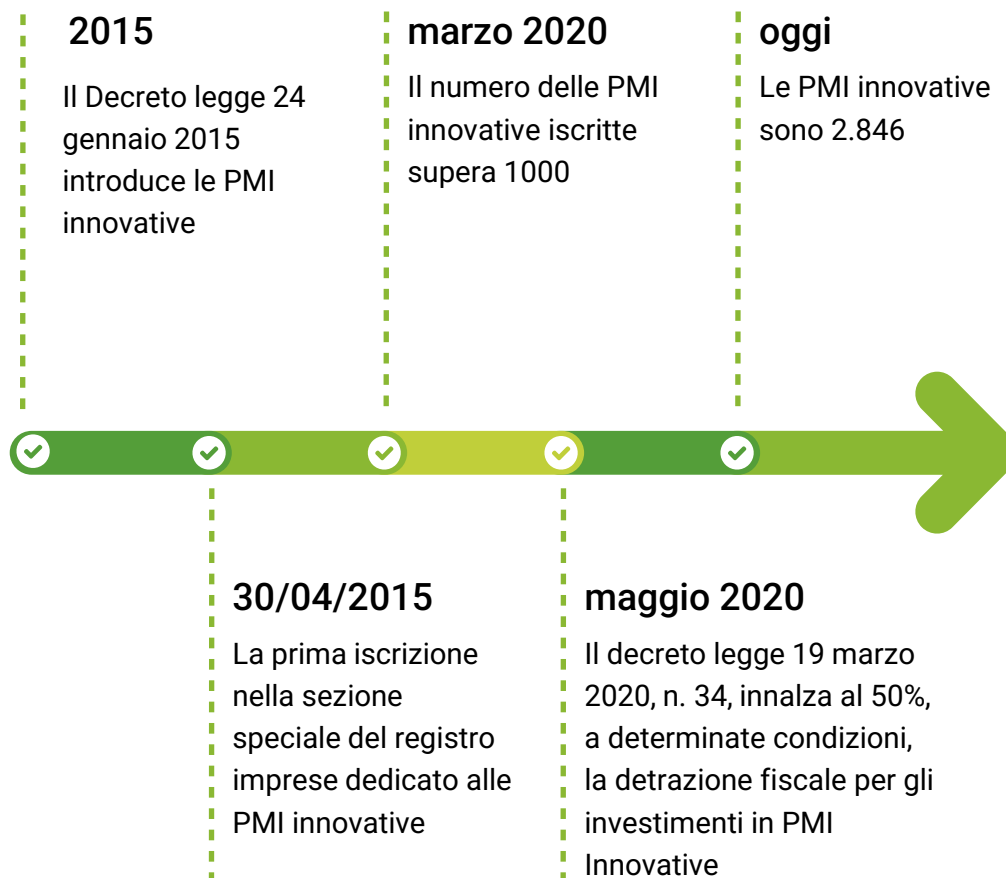 2015
Il Decreto legge 24
gennaio 2015
introduce le PMI
innovative
marzo 2020
Il numero delle PMI
innovative iscritte
supera 1000
oggi
Le PMI innovative
sono 2.846
30/04/2015
La prima iscrizione
nella sezione
speciale del registro
imprese dedicato alle
PMI innovative
maggio 2020
Il decreto legge 19 marzo
2020, n. 34, innalza al 50%,
a determinate condizioni,
la detrazione fiscale per gli
investimenti in PMI
Innovative